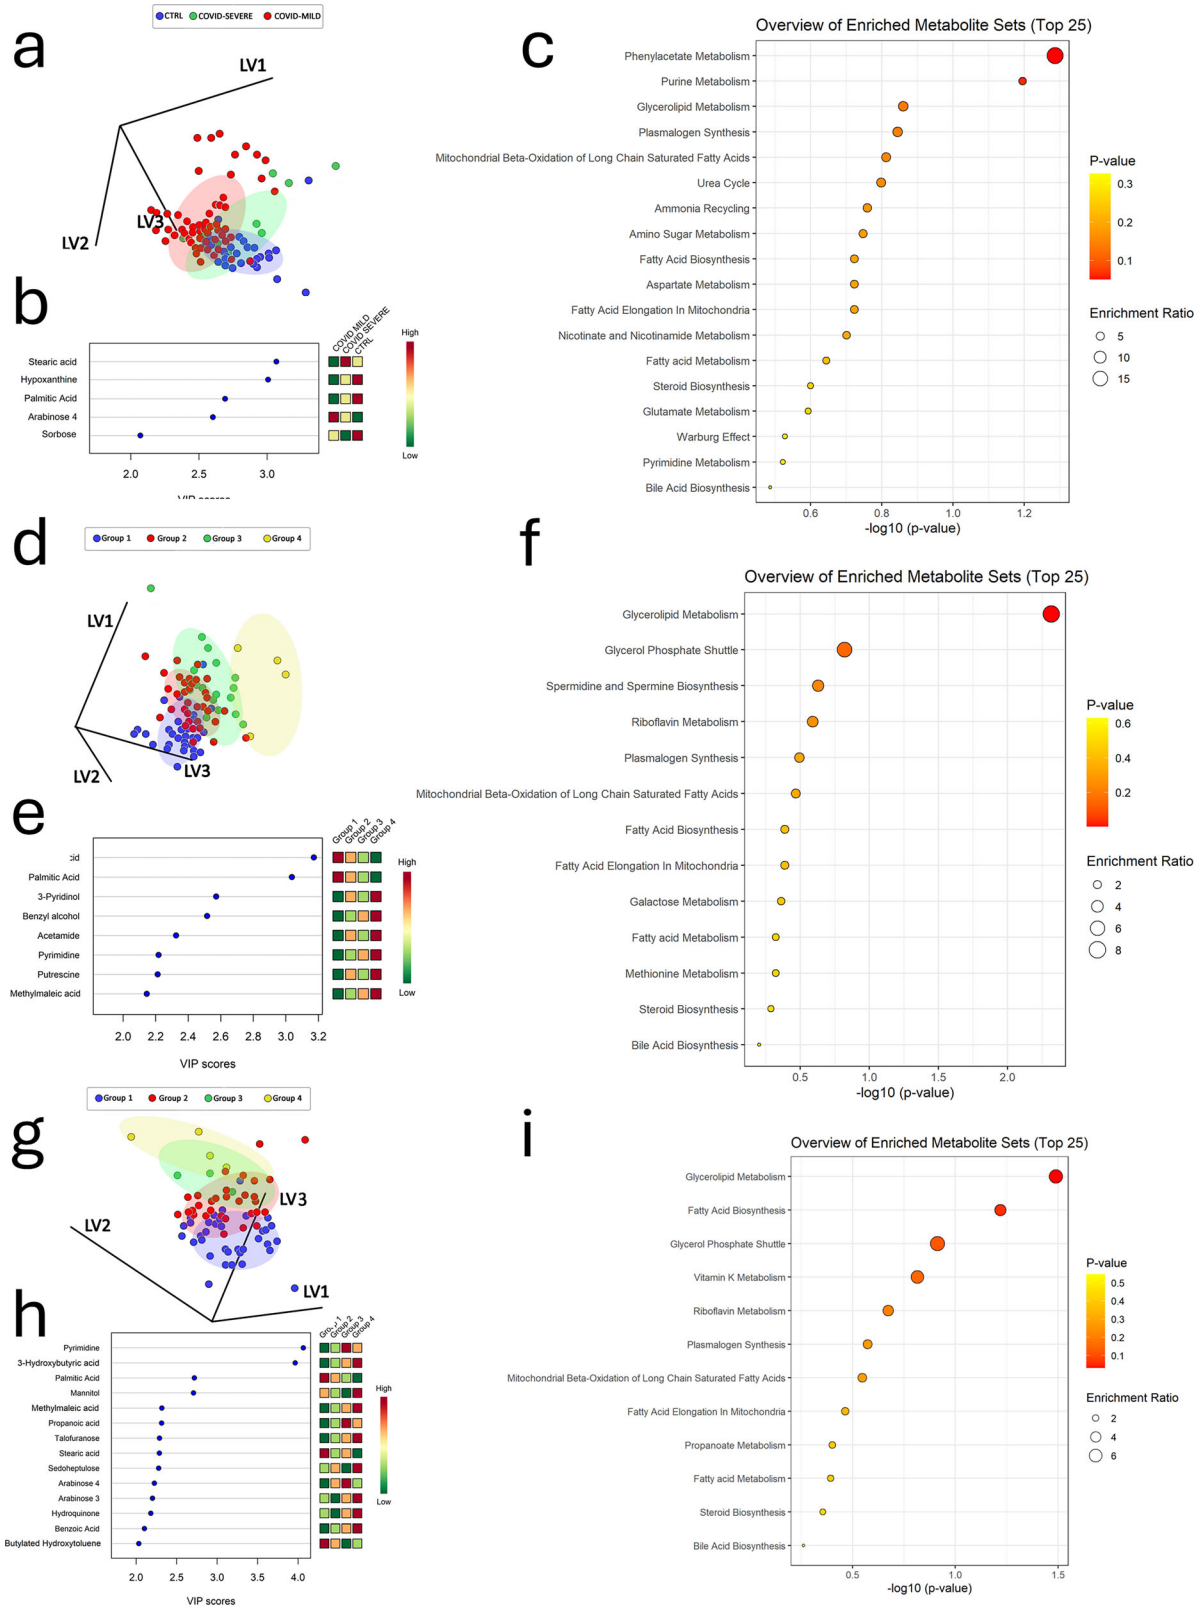 CTRL COVID-SEVERE COVID-MILD
a
LV1
LV2
LV3
b
COVID MILD
COVID SEVERE
CTRL
Stearic acid
Hypoxanthine
Palmitic Acid
Arabinose 4
Sorbose
High
Low
2.0 2.5 3.0
c
Overview of Enriched Metabolite Sets (Top 25)
Phenylacetate Metabolism
Purine Metabolism
Glycerolipid Metabolism
Plasmalogen Synthesis
Mitochondrial Beta-Oxidation of Long Chain Saturated Fatty Acids
Urea Cycle
Ammonia Recycling
Amino Sugar Metabolism
Fatty Acid Biosynthesis
Aspartate Metabolism
Fatty Acid Elongation In Mitochondria
Nicotinate and Nicotinamide Metabolism
Fatty acid Metabolism
Steroid Biosynthesis
Glutamate Metabolism
Warburg Effect
Pyrimidine Metabolism
Bile Acid Biosynthesis
0.6 0.8 1.0 1.2
-log10 (p-value)
P-value
0.3
0.2
0.1
Enrichment Ratio
5
10
15
d
Group 1 Group 2 Group 3 Group 4
LV1
LV2
LV3
e
Group 1
Group 2
Group 3
Group 4
cid
Palmitic Acid
3-Pyridinol
Benzyl alcohol
Acetamide
Pyrimidine
Putrescine
Methylmaleic acid
High
Low
2.0 2.2 2.4 2.6 2.8 3.0 3.2
VIP scores
f
Overview of Enriched Metabolite Sets (Top 25)
Glycerolipid Metabolism
Glycerol Phosphate Shuttle
Spermidine and Spermine Biosynthesis
Riboflavin Metabolism
Plasmalogen Synthesis
Mitochondrial Beta-Oxidation of Long Chain Saturated Fatty Acids
Fatty Acid Biosynthesis
Fatty Acid Elongation In Mitochondria
Galactose Metabolism
Fatty acid Metabolism
Methionine Metabolism
Steroid Biosynthesis
Bile Acid Biosynthesis
0.5 1.0 1.5 2.0
-log10 (p-value)
P-value
0.6
0.4
0.2
Enrichment Ratio
2
4
6
8
g
Group 1 Group 2 Group 3 Group 4
LV3
LV2
LV1
h
Group 2
Group 3
Group 4
Pyrimidine
3-Hydroxybutyric acid
Palmitic Acid
Mannitol
Methylmaleic acid
Propanoic acid
Talofuranose
Stearic acid
Sedoheptulose
Arabinose 4
Arabinose 3
Hydroquinone
Benzoic Acid
Butylated Hydroxytoluene
High
Low
2.0 2.5 3.0 3.5 4.0
VIP scores
i
Overview of Enriched Metabolite Sets (Top 25)
Glycerolipid Metabolism
Fatty Acid Biosynthesis
Glycerol Phosphate Shuttle
Vitamin K Metabolism
Riboflavin Metabolism
Plasmalogen Synthesis
Mitochondrial Beta-Oxidation of Long Chain Saturated Fatty Acids
Fatty Acid Elongation In Mitochondria
Propanoate Metabolism
Fatty acid Metabolism
Steroid Biosynthesis
Bile Acid Biosynthesis
0.5 1.0 1.5
-log10 (p-value)
P-value
0.5
0.4
0.3
0.2
0.1
Enrichment Ratio
2
4
6